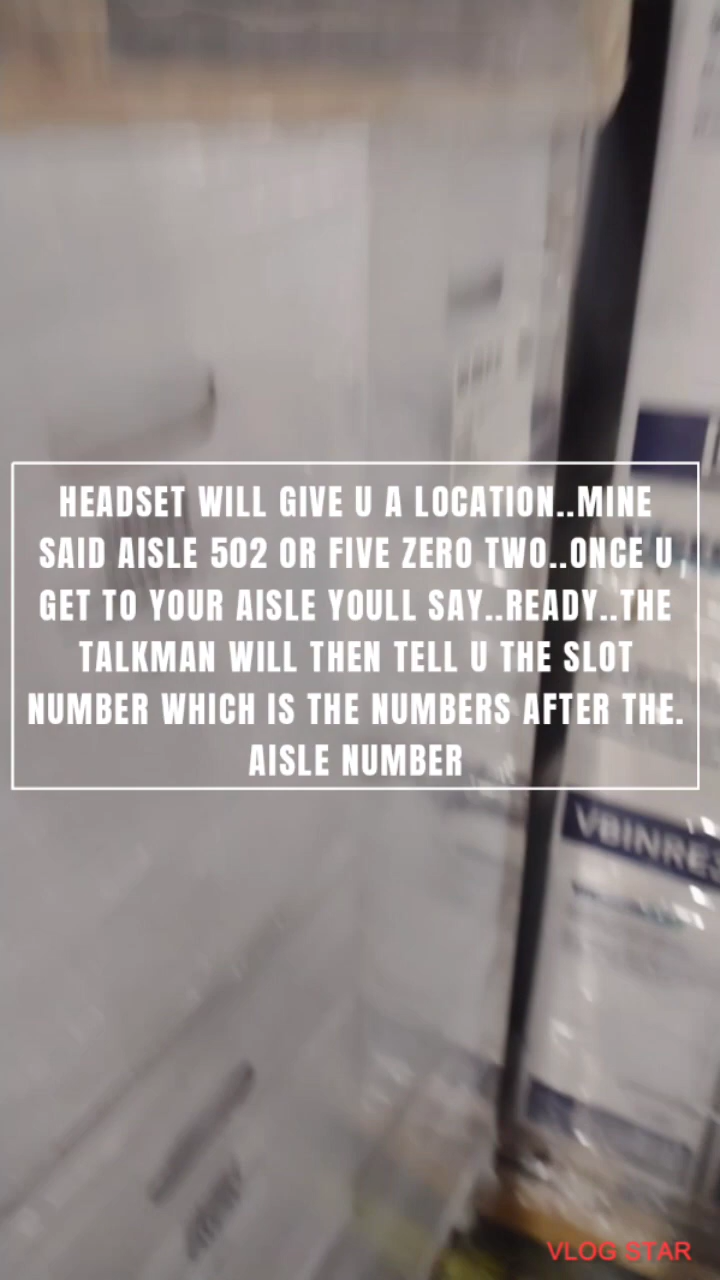 HEADSET WILL GIVE U A LOCATION..MINE
SAID AISLE 502 OR FIVE ZERO TWO..ONCE U
GET TO YOUR AISLE YOULL SAY..READY..THE
TALKMAN WILL THEN TELL U THE SLOT
NUMBER WHICH IS THE NUMBERS AFTER THE.
AISLE NUMBER
VLOG STAR